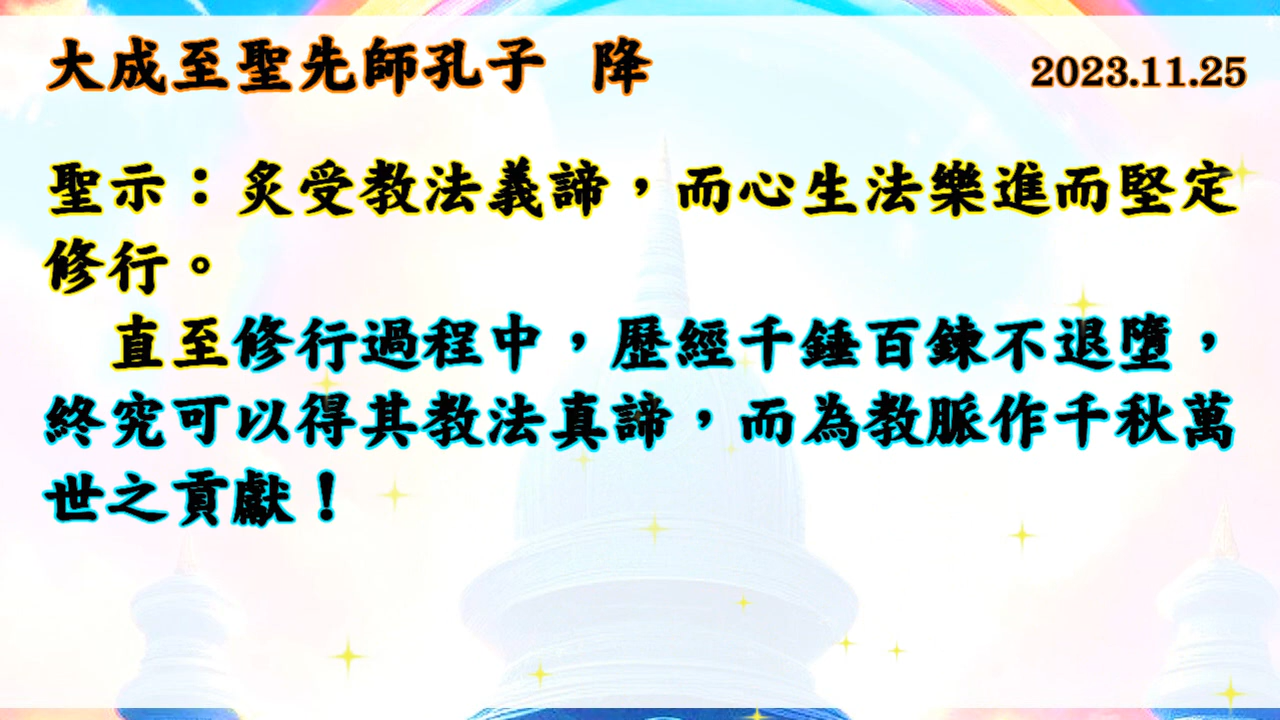 大成至聖先師孔子 降
2023.11.25
聖示：炙受教法義諦，而心生法樂進而堅定
修行。
直至修行過程中，歷經千錘百鍊不退墮，
終究可以得其教法真諦，而為教脈作千秋萬
世之貢獻！